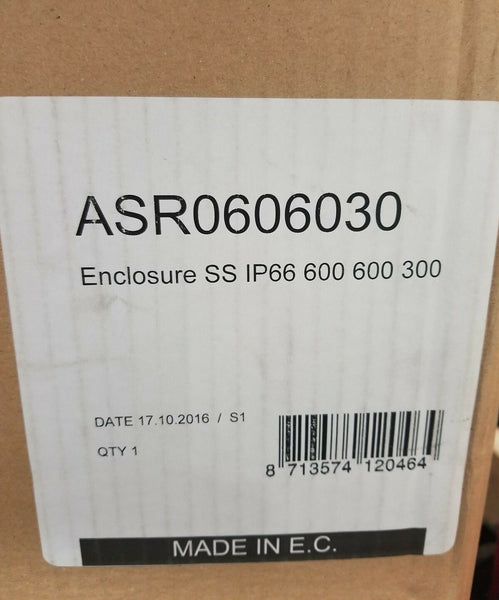 ASR0606030
Enclosure SS IP66 600 600 300
DATE 17.10.2016 / S1
QTY 1
8 713574 120464
MADE IN E.C.